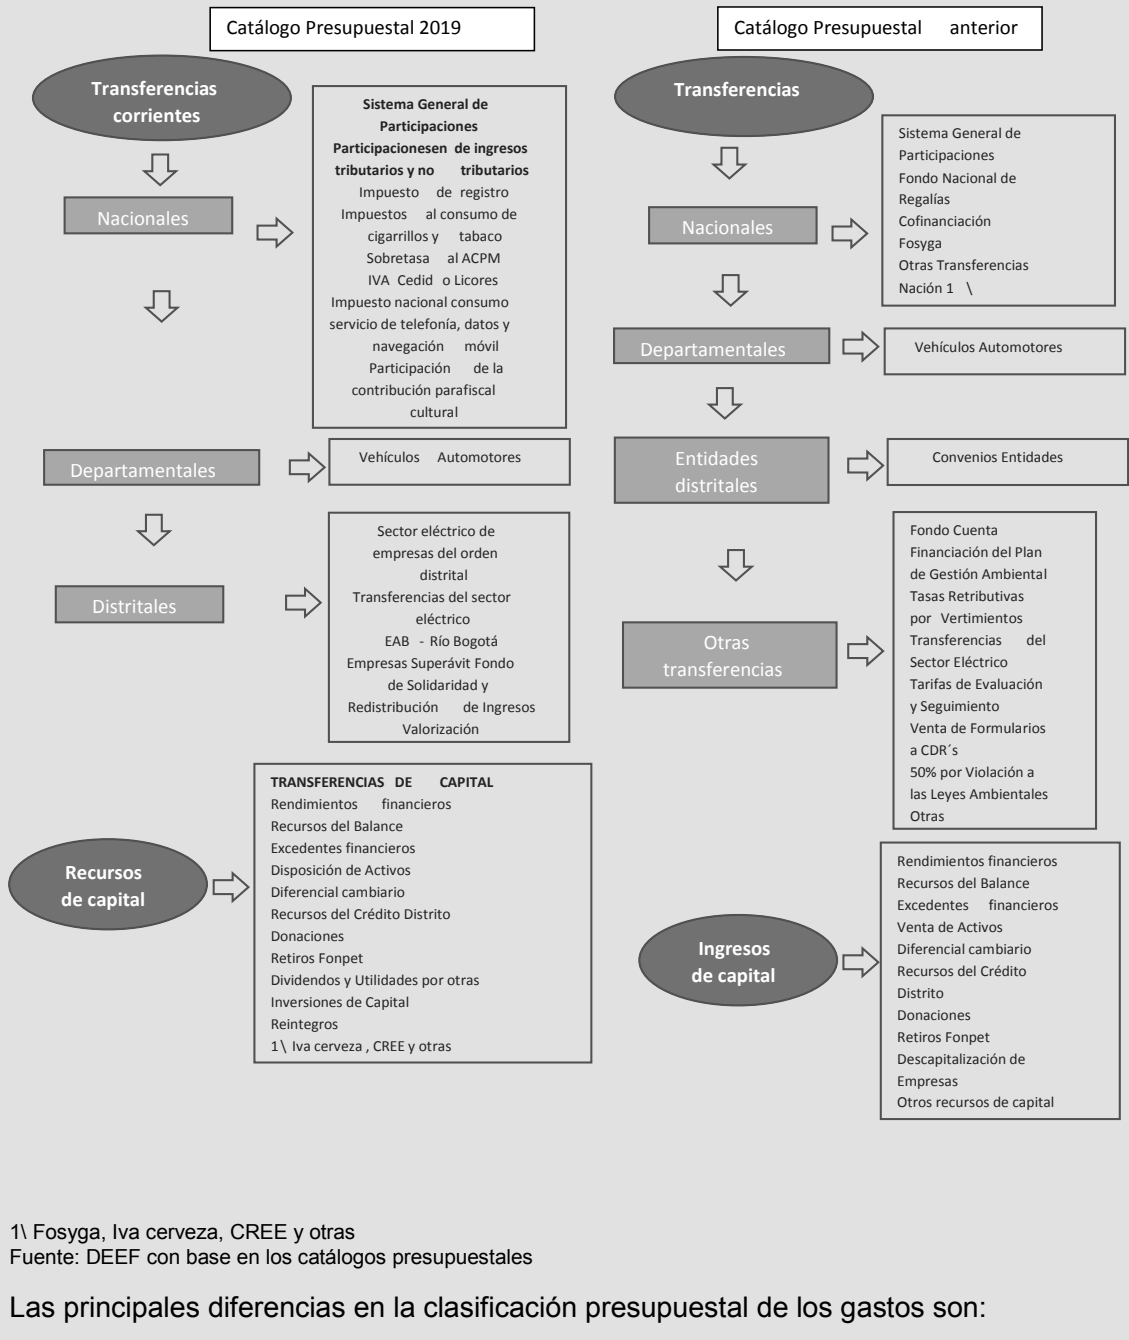 Catálogo Presupuestal 2019
Transferencias
corrientes
Sistema General de
Participaciones
Participacionesen de ingresos
tributarios y no tributarios
Impuesto de registro
Impuestos al consumo de
cigarrillos y tabaco
Sobretasa al ACPM
IVA Cedid o Licores
Impuesto nacional consumo
servicio de telefonía, datos y
navegación móvil
Participación de la
contribución parafiscal
cultural
Nacionales
Departamentales
Vehículos Automotores
Distritales
Sector eléctrico de
empresas del orden
distrital
Transferencias del sector
eléctrico
EAB - Río Bogotá
Empresas Superávit Fondo
de Solidaridad y
Redistribución de Ingresos
Valorización
Recursos
de capital
TRANSFERENCIAS DE CAPITAL
Rendimientos financieros
Recursos del Balance
Excedentes financieros
Disposición de Activos
Diferencial cambiario
Recursos del Crédito Distrito
Donaciones
Retiros Fonpet
Dividendos y Utilidades por otras
Inversiones de Capital
Reintegros
1\ Iva cerveza , CREE y otras
Catálogo Presupuestal anterior
Transferencias
Nacionales
Sistema General de
Participaciones
Fondo Nacional de
Regalías
Cofinanciación
Fosyga
Otras Transferencias
Nación 1 \
Departamentales
Vehículos Automotores
Entidades
distritales
Convenios Entidades
Otras
transferencias
Fondo Cuenta
Financiación del Plan
de Gestión Ambiental
Tasas Retributivas
por Vertimientos
Transferencias del
Sector Eléctrico
Tarifas de Evaluación
y Seguimiento
Venta de Formularios
a CDR´s
50% por Violación a
las Leyes Ambientales
Otras
Ingresos
de capital
Rendimientos financieros
Recursos del Balance
Excedentes financieros
Venta de Activos
Diferencial cambiario
Recursos del Crédito
Distrito
Donaciones
Retiros Fonpet
Descapitalización de
Empresas
Otros recursos de capital
1\ Fosyga, Iva cerveza, CREE y otras
Fuente: DEEF con base en los catálogos presupuestales
Las principales diferencias en la clasificación presupuestal de los gastos son: